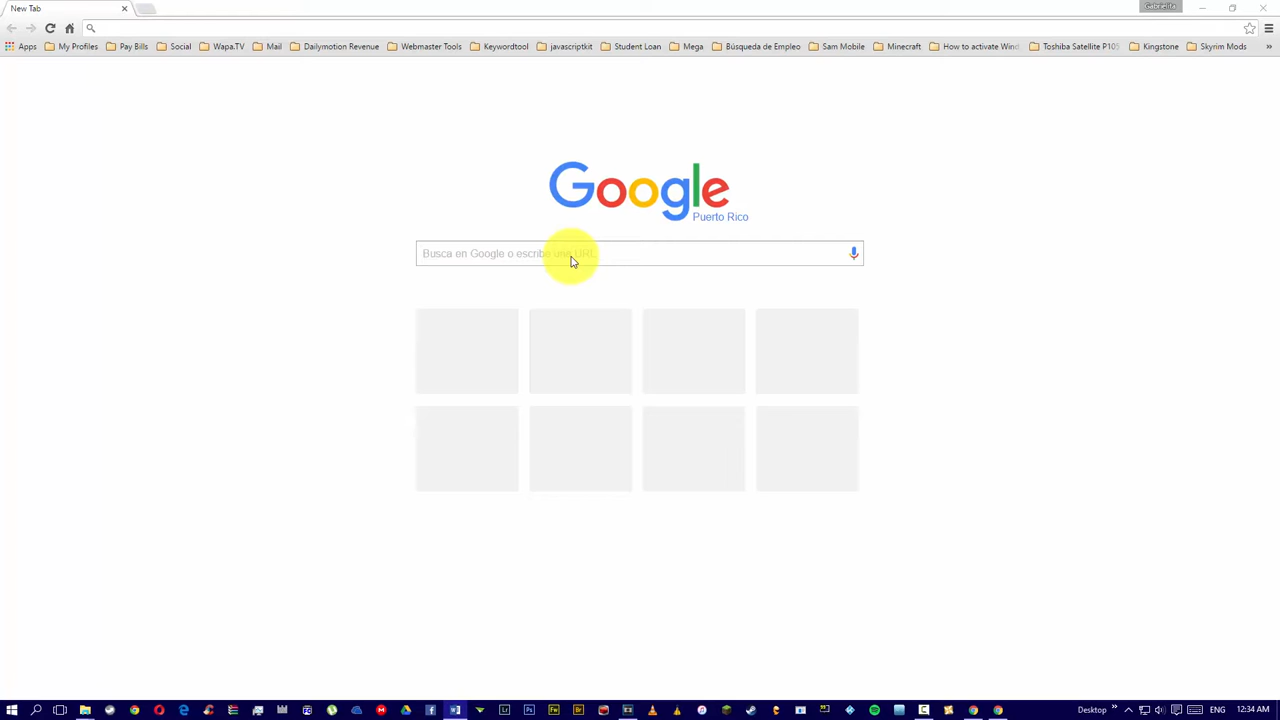 New Tab
Gabriella
Apps My Profiles Pay Bills Social Wapa.TV Mail Dailymotion Revenue Webmaster Tools Keywordtool javascriptkit Student Loan Mega Búsqueda de Empleo Sam Mobile Minecraft How to activate Wind Toshiba Satellite P105 Kingstone Skyrim Mods »
Google
Puerto Rico
Busca en Google o escribe una URL
Desktop » ENG 12:34 AM